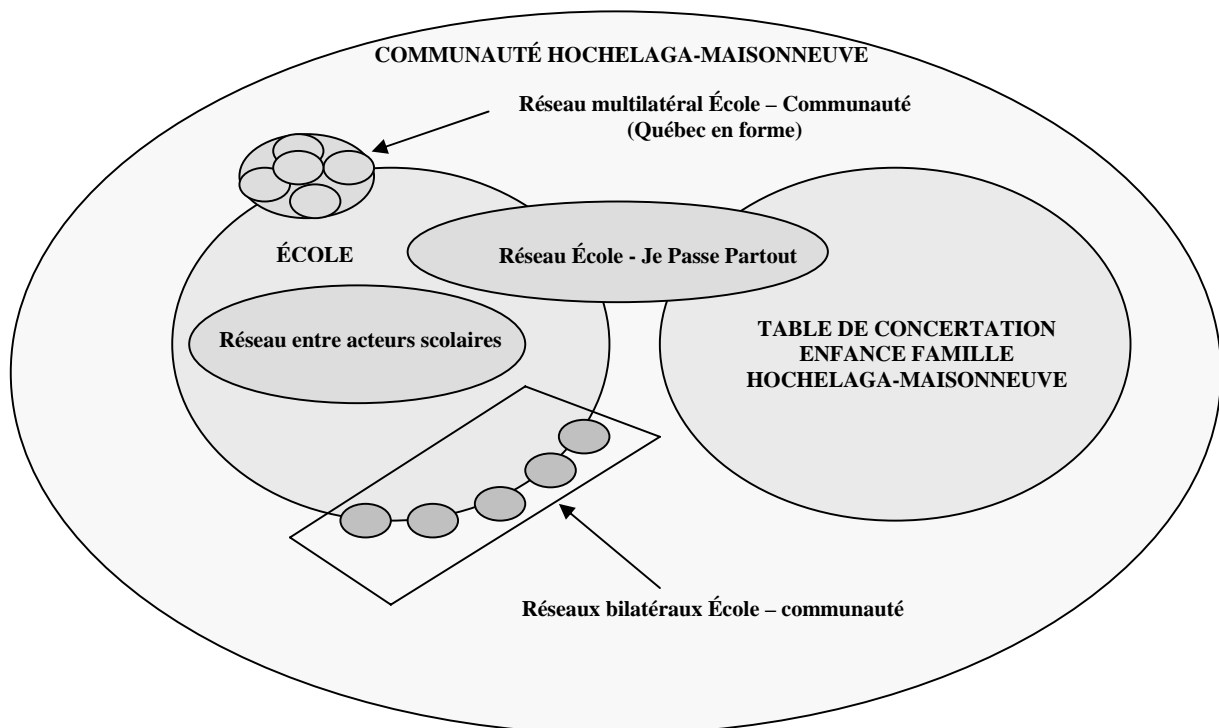 COMMUNAUTÉ HOCHELAGA-MAISONNEUVE
Réseau multilatéral École – Communauté
(Québec en forme)
ÉCOLE
Réseau École - Je Passe Partout
Réseau entre acteurs scolaires
TABLE DE CONCERTATION
ENFANCE FAMILLE
HOCHELAGA-MAISONNEUVE
Réseaux bilatéraux École – communauté